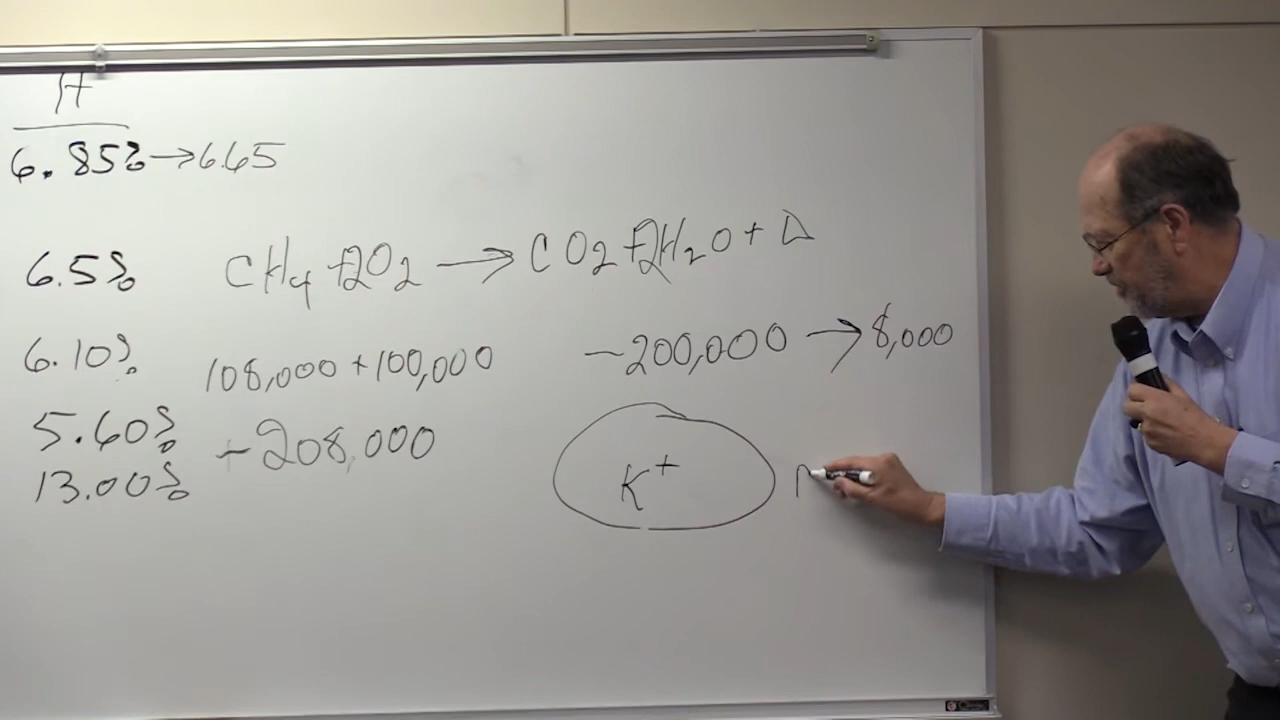 H
6.85% → 6.65
6.5%
CH4 + 2O2 → CO2 + 2H2O + Δ
6.10%
108,000 + 100,000
-200,000 → 8,000
5.60%
-208,000
13.00%
K+